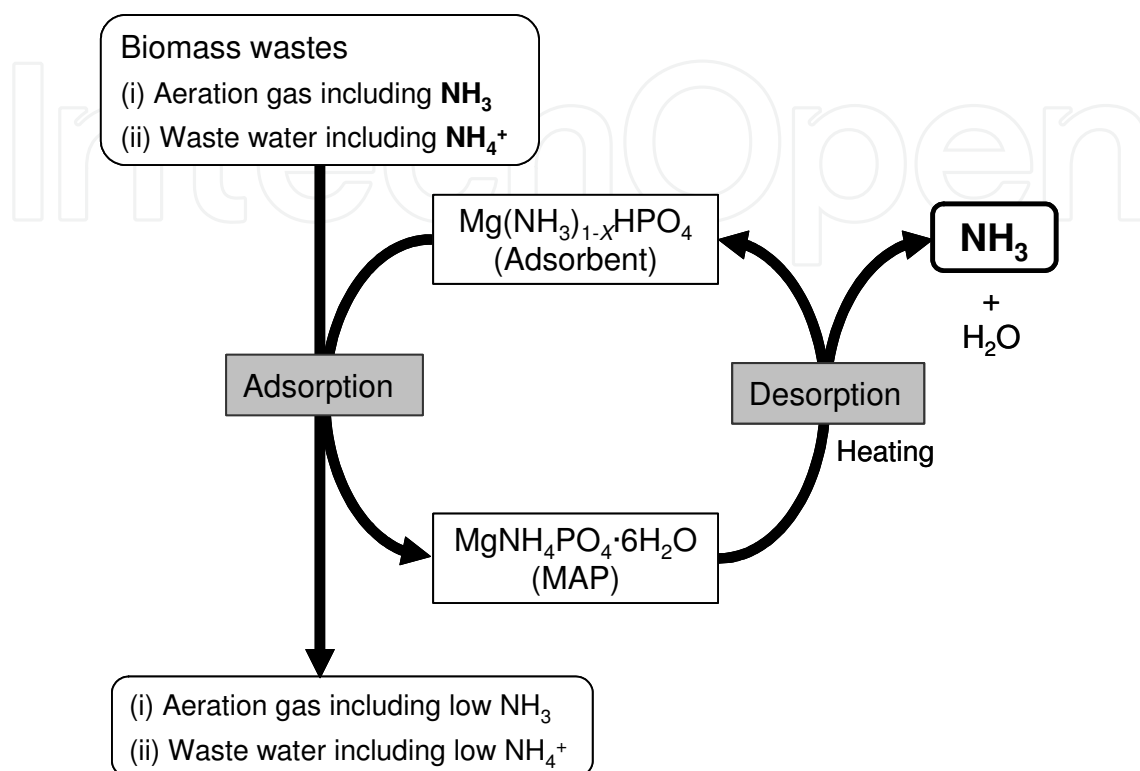 IntechOpen
Biomass wastes
(i) Aeration gas including NH₃
(ii) Waste water including NH₄⁺
Mg(NH₃)₁₋ₓHPO₄
(Adsorbent)
NH₃
+
H₂O
Adsorption
Desorption
Heating
MgNH₄PO₄·6H₂O
(MAP)
(i) Aeration gas including low NH₃
(ii) Waste water including low NH₄⁺